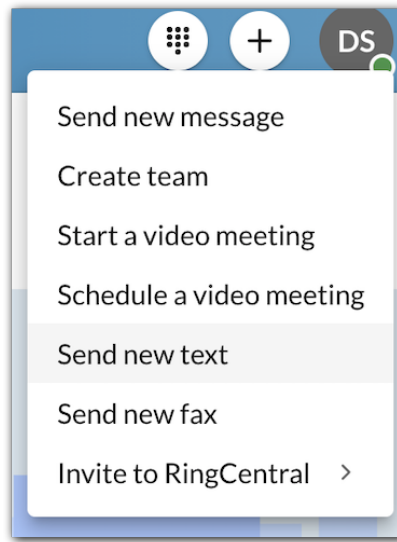 DS
Send new message
Create team
Start a video meeting
Schedule a video meeting
Send new text
Send new fax
Invite to RingCentral